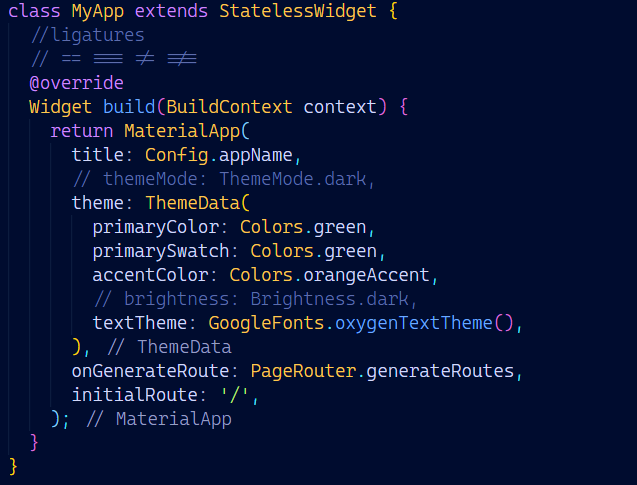 class MyApp extends StatelessWidget {
//ligatures
// == === != !==
@override
Widget build(BuildContext context) {
return MaterialApp(
title: Config.appName,
// themeMode: ThemeMode.dark,
theme: ThemeData(
primaryColor: Colors.green,
primarySwatch: Colors.green,
accentColor: Colors.orangeAccent,
// brightness: Brightness.dark,
textTheme: GoogleFonts.oxygenTextTheme(),
), // ThemeData
onGenerateRoute: PageRouter.generateRoutes,
initialRoute: '/',
); // MaterialApp
}
}